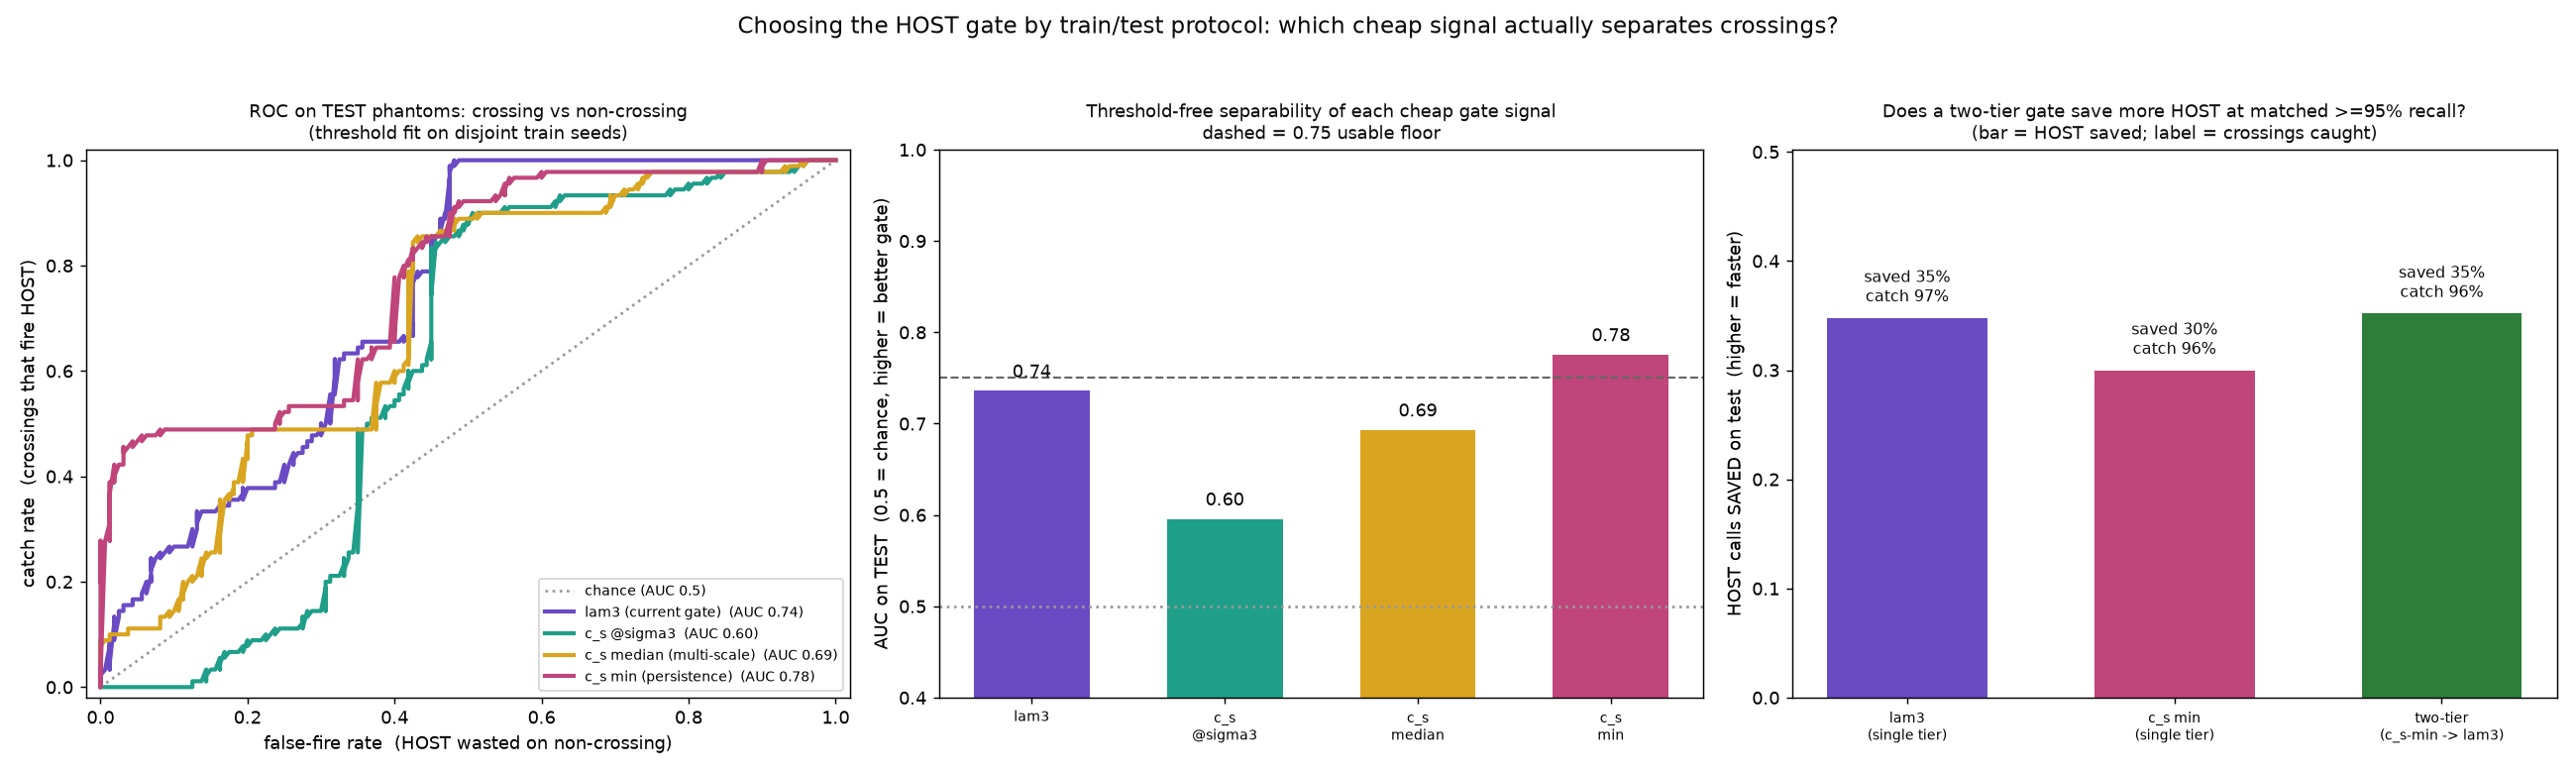 Choosing the HOST gate by train/test protocol: which cheap signal actually separates crossings?
ROC on TEST phantoms: crossing vs non-crossing
(threshold fit on disjoint train seeds)
catch rate  (crossings that fire HOST)
1.0
0.8
0.6
0.4
0.2
0.0
0.0
0.2
0.4
0.6
0.8
1.0
false-fire rate  (HOST wasted on non-crossing)
chance (AUC 0.5)
lam3 (current gate)  (AUC 0.74)
c_s @sigma3  (AUC 0.60)
c_s median (multi-scale)  (AUC 0.69)
c_s min (persistence)  (AUC 0.78)
Threshold-free separability of each cheap gate signal
dashed = 0.75 usable floor
AUC on TEST  (0.5 = chance, higher = better gate)
1.0
0.9
0.8
0.7
0.6
0.5
0.4
0.74
0.60
0.69
0.78
lam3
c_s
@sigma3
c_s
median
c_s
min
Does a two-tier gate save more HOST at matched >=95% recall?
(bar = HOST saved; label = crossings caught)
HOST calls SAVED on test  (higher = faster)
0.5
0.4
0.3
0.2
0.1
0.0
saved 35%
catch 97%
saved 30%
catch 96%
saved 35%
catch 96%
lam3
(single tier)
c_s min
(single tier)
two-tier
(c_s-min -> lam3)